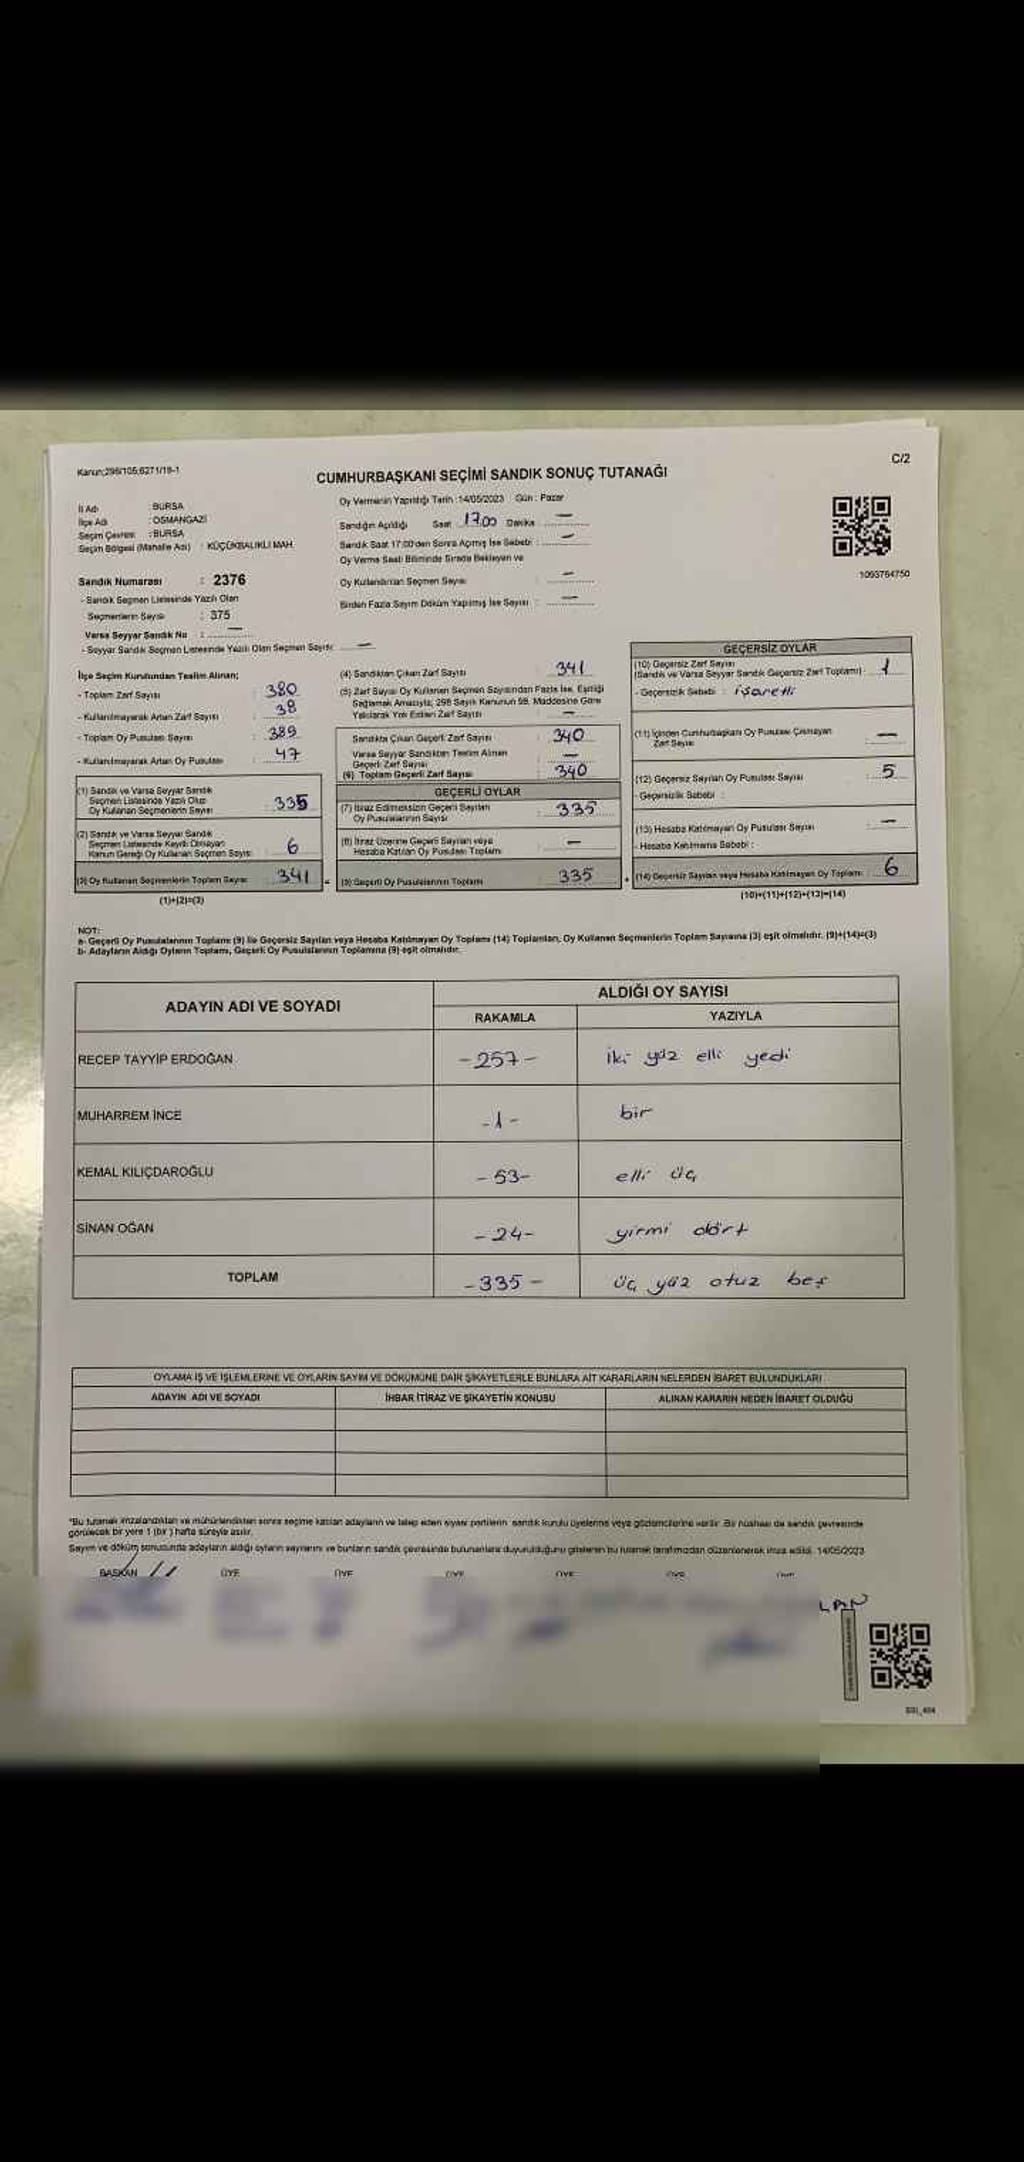 Kanun;298/105;6271/19-1
C/2
CUMHURBAŞKANI SEÇİMİ SANDIK SONUÇ TUTANAĞI
İl Adı : BURSA
İlçe Adı : OSMANGAZİ
Seçim Çevresi : BURSA
Seçim Bölgesi (Mahalle Adı) : KÜÇÜKBALIKLI MAH.
Oy Vermenin Yapıldığı Tarih :14/05/2023 Gün : Pazar
Sandığın Açıldığı Saat 17.00 Dakika —
Sandık Saat 17:00'den Sonra Açılmış İse Sebebi : —
Oy Verme Saati Bitiminde Sırada Bekleyen ve
Oy Kullandırılan Seçmen Sayısı : —
Birden Fazla Sayım Döküm Yapılmış İse Sayısı : —
1093764750
Sandık Numarası : 2376
- Sandık Seçmen Listesinde Yazılı Olan
Seçmenlerin Sayısı : 375
Varsa Seyyar Sandık No : —
- Seyyar Sandık Seçmen Listesinde Yazılı Olan Seçmen Sayısı: —
İlçe Seçim Kurulundan Teslim Alınan;
- Toplam Zarf Sayısı : 380
- Kullanılmayarak Artan Zarf Sayısı : 38
- Toplam Oy Pusulası Sayısı : 389
- Kullanılmayarak Artan Oy Pusulası : 47
(1) Sandık ve Varsa Seyyar Sandık
Seçmen Listesinde Yazılı Olup
Oy Kullanan Seçmenlerin Sayısı : 335
(2) Sandık ve Varsa Seyyar Sandık
Seçmen Listesinde Kayıtlı Olmayan
Kanun Gereği Oy Kullanan Seçmen Sayısı : 6
(3) Oy Kullanan Seçmenlerin Toplam Sayısı : 341
(1)+(2)=(3)
(4) Sandıktan Çıkan Zarf Sayısı : 341
(5) Zarf Sayısı Oy Kullanan Seçmen Sayısından Fazla İse, Eşitliği
Sağlamak Amacıyla; 298 Sayılı Kanunun 98. Maddesine Göre
Yakılarak Yok Edilen Zarf Sayısı : —
Sandıkta Çıkan Geçerli Zarf Sayısı : 340
Varsa Seyyar Sandıktan Teslim Alınan
Geçerli Zarf Sayısı : —
(6) Toplam Geçerli Zarf Sayısı : 340
GEÇERLİ OYLAR
(7) İtiraz Edilmeksizin Geçerli Sayılan
Oy Pusulalarının Sayısı : 335
(8) İtiraz Üzerine Geçerli Sayılan veya
Hesaba Katılan Oy Pusulası Toplamı : —
(9) Geçerli Oy Pusulalarının Toplamı : 335
GEÇERSİZ OYLAR
(10) Geçersiz Zarf Sayısı
(Sandık ve Varsa Seyyar Sandık Geçersiz Zarf Toplamı) : 1
- Geçersizlik Sebebi : işaretli
(11) İçinden Cumhurbaşkanı Oy Pusulası Çıkmayan
Zarf Sayısı : —
(12) Geçersiz Sayılan Oy Pusulası Sayısı : 5
- Geçersizlik Sebebi :
(13) Hesaba Katılmayan Oy Pusulası Sayısı : —
- Hesaba Katılmama Sebebi :
(14) Geçersiz Sayılan veya Hesaba Katılmayan Oy Toplamı : 6
(10)+(11)+(12)+(13)=(14)
NOT:
a- Geçerli Oy Pusulalarının Toplamı (9) ile Geçersiz Sayılan veya Hesaba Katılmayan Oy Toplamı (14) Toplamları, Oy Kullanan Seçmenlerin Toplam Sayısına (3) eşit olmalıdır. (9)+(14)=(3)
b- Adayların Aldığı Oyların Toplamı, Geçerli Oy Pusulalarının Toplamına (9) eşit olmalıdır.
ADAYIN ADI VE SOYADI
ALDIĞI OY SAYISI
RAKAMLA YAZIYLA
RECEP TAYYİP ERDOĞAN -257- iki yüz elli yedi
MUHARREM İNCE -1- bir
KEMAL KILIÇDAROĞLU -53- elli üç
SİNAN OĞAN -24- yirmi dört
TOPLAM -335- üç yüz otuz beş
OYLAMA İŞ VE İŞLEMLERİNE VE OYLARIN SAYIM VE DÖKÜMÜNE DAİR ŞİKAYETLERLE BUNLARA AİT KARARLARIN NELERDEN İBARET BULUNDUKLARI
ADAYIN ADI VE SOYADI İHBAR İTİRAZ VE ŞİKAYETİN KONUSU ALINAN KARARIN NEDEN İBARET OLDUĞU
*Bu tutanak imzalandıktan ve mühürlendikten sonra seçime katılan adayların ve talep eden siyasi partilerin sandık kurulu üyelerine veya gözlemcilerine verilir. Bir nüshası da sandık çevresinde
görülecek bir yere 1 (bir) hafta süreyle asılır.
Sayım ve döküm sonucunda adayların aldığı oyların sayılarını ve bunların sandık çevresinde bulunanlara duyurulduğunu gösteren bu tutanak tarafımızdan düzenlenerek imza edildi. 14/05/2023
BAŞKAN ÜYE ÜYE ÜYE ÜYE ÜYE ÜYE
LAN